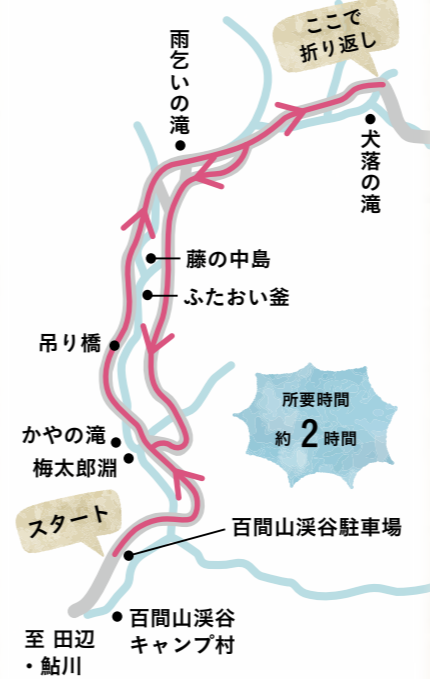 ここで
折り返し
雨乞いの滝
犬落の滝
藤の中島
ふたおい釜
吊り橋
所要時間
約2時間
かやの滝
梅太郎淵
スタート
百間山渓谷駐車場
百間山渓谷
キャンプ村
至 田辺
・鮎川